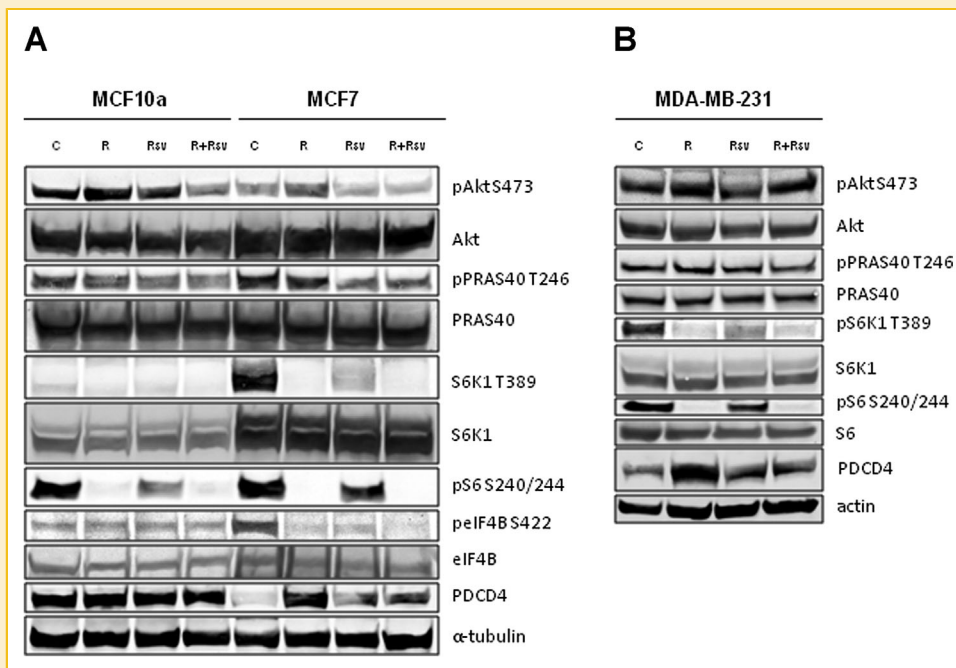 A
MCF10a MCF7
C R Rsv R+Rsv C R Rsv R+Rsv
pAktS473
Akt
pPRAS40T246
PRAS40
S6K1T389
S6K1
pS6S240/244
peIF4BS422
eIF4B
PDCD4
α-tubulin
B
MDA-MB-231
C R Rsv R+Rsv
pAktS473
Akt
pPRAS40T246
PRAS40
pS6K1T389
S6K1
pS6S240/244
S6
PDCD4
actin